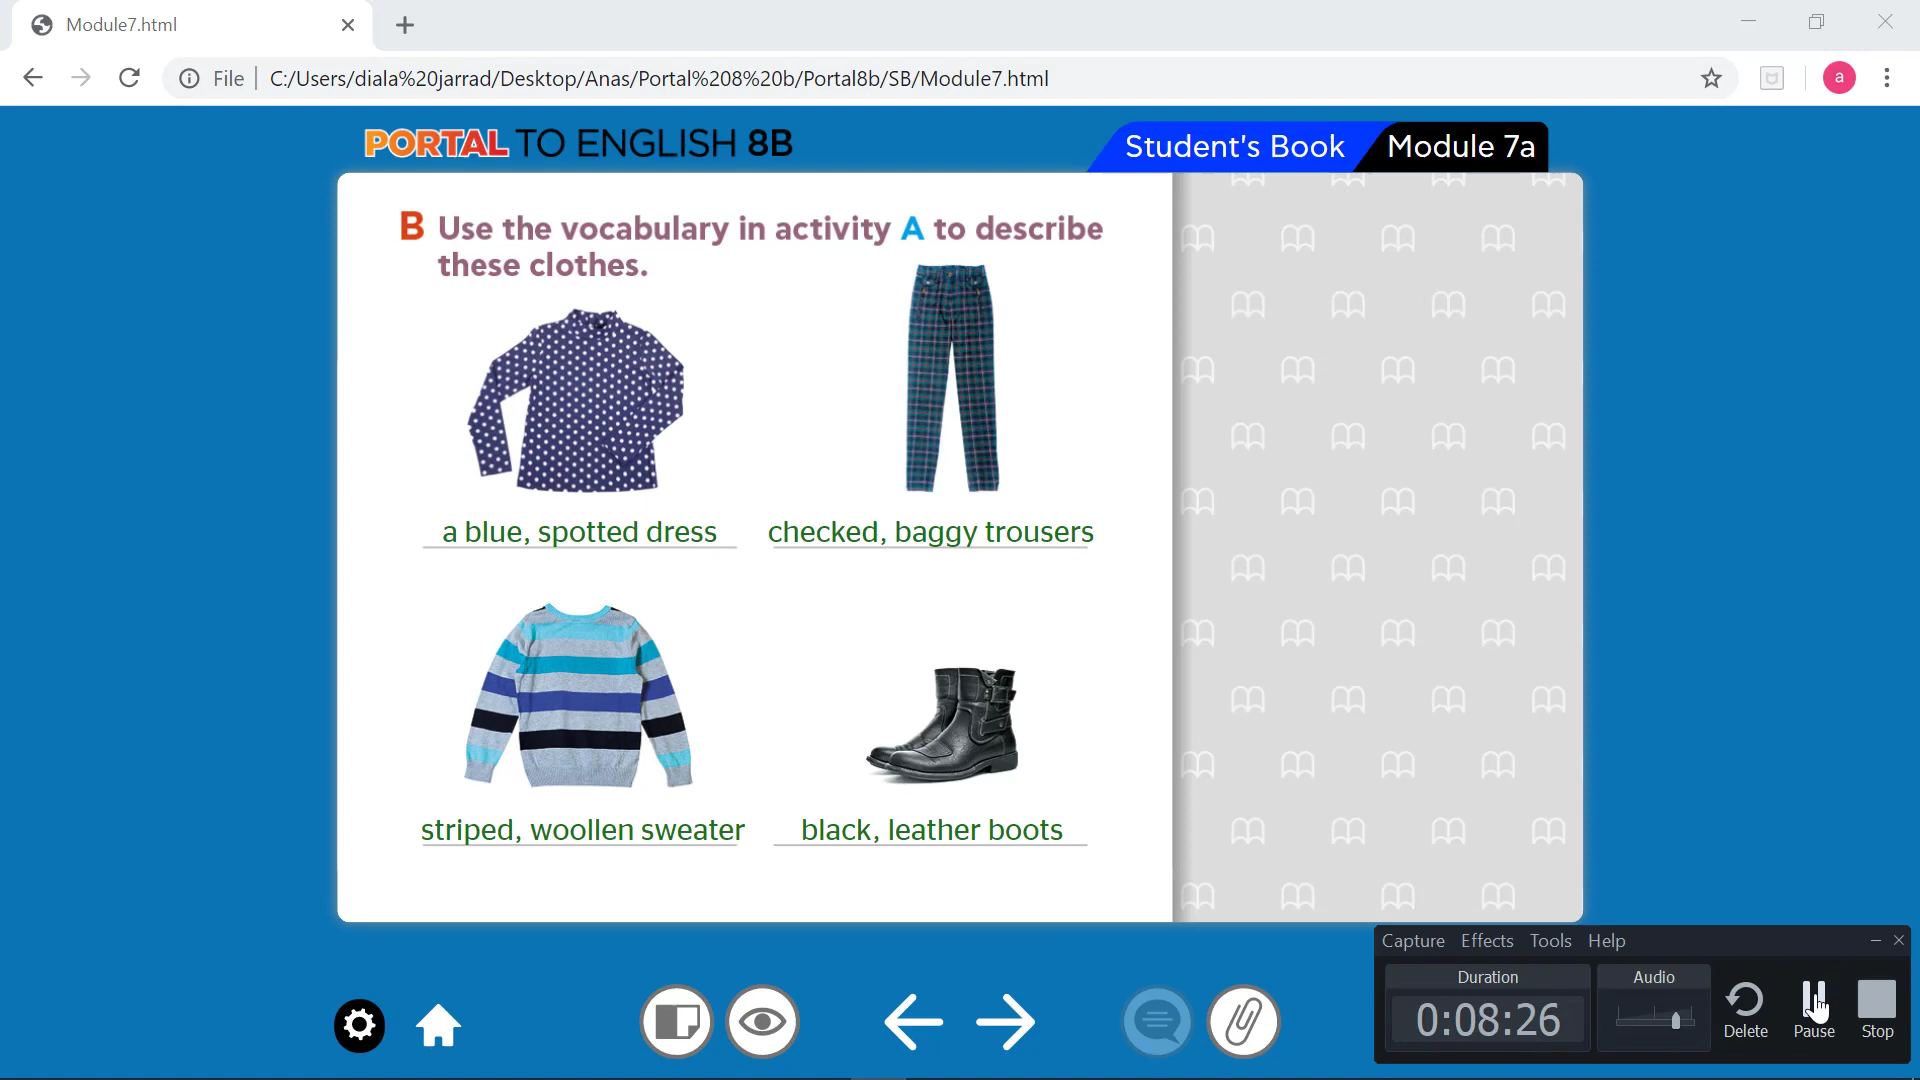 Module7.html
File
C:/Users/diala%20jarrad/Desktop/Anas/Portal%208%20b/Portal8b/SB/Module7.html
a
PORTAL TO ENGLISH 8B
Student's Book
Module 7a
B Use the vocabulary in activity A to describe
these clothes.
a blue, spotted dress
checked, baggy trousers
striped, woollen sweater
black, leather boots
Capture Effects Tools Help
Duration
Audio
0:08:26
Delete
Pause
Stop